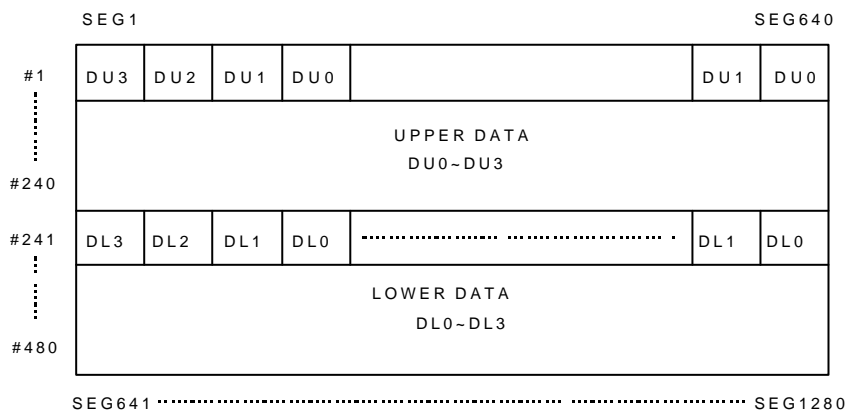 SEG1 SEG640
#1 DU3 DU2 DU1 DU0 DU1 DU0
UPPER DATA
DU0~DU3
#240
#241 DL3 DL2 DL1 DL0 DL1 DL0
LOWER DATA
DL0~DL3
#480
SEG641 SEG1280